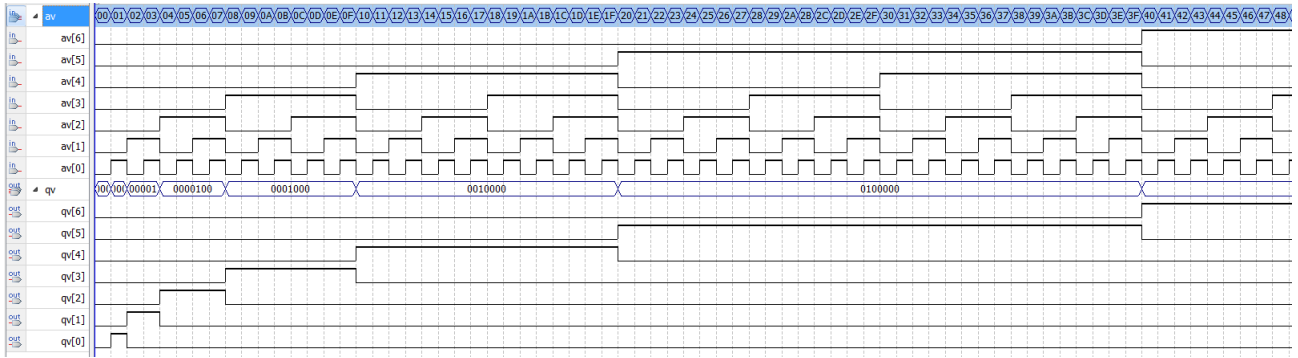 av 00 01 02 03 04 05 06 07 08 09 0A 0B 0C 0D 0E 0F 10 11 12 13 14 15 16 17 18 19 1A 1B 1C 1D 1E 1F 20 21 22 23 24 25 26 27 28 29 2A 2B 2C 2D 2E 2F 30 31 32 33 34 35 36 37 38 39 3A 3B 3C 3D 3E 3F 40 41 42 43 44 45 46 47 48
in av[6]
in av[5]
in av[4]
in av[3]
in av[2]
in av[1]
in av[0]
out qv 00001 0000100 0001000 0010000 0100000
out qv[6]
out qv[5]
out qv[4]
out qv[3]
out qv[2]
out qv[1]
out qv[0]